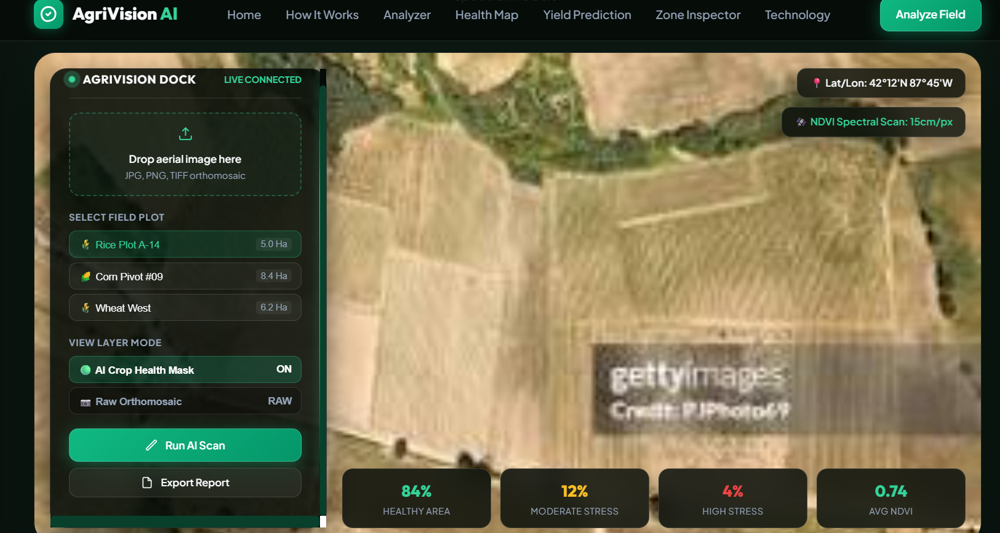 AgriVision AI
Home How It Works Analyzer Health Map Yield Prediction Zone Inspector Technology
Analyze Field
AGRIVISION DOCK LIVE CONNECTED
Drop aerial image here
JPG, PNG, TIFF orthomosaic
SELECT FIELD PLOT
Rice Plot A-14 5.0 Ha
Corn Pivot #09 8.4 Ha
Wheat West 6.2 Ha
VIEW LAYER MODE
AI Crop Health Mask ON
Raw Orthomosaic RAW
Run AI Scan
Export Report
Lat/Lon: 42°12'N 87°45'W
NDVI Spectral Scan: 15cm/px
gettyimages
Credit: PJPhoto69
84%
HEALTHY AREA
12%
MODERATE STRESS
4%
HIGH STRESS
0.74
AVG NDVI